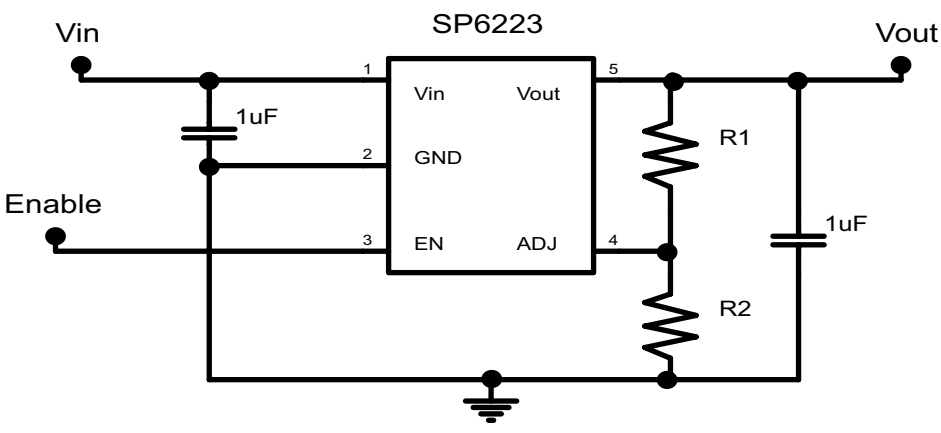 SP6223
Vin
Vout
1
5
Vin
Vout
1uF
R1
2
GND
Enable
1uF
3
EN
ADJ
4
R2